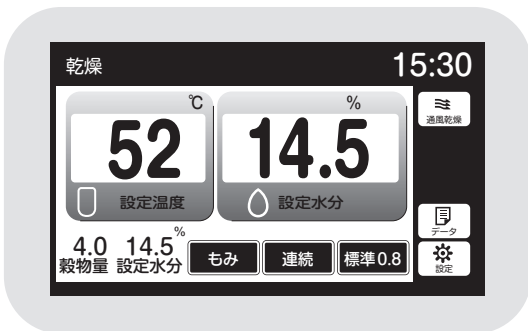 乾燥 15:30
℃ %
52 14.5
設定温度 設定水分
通風乾燥
データ
4.0 14.5%
穀物量 設定水分 もみ 連続 標準0.8
設定